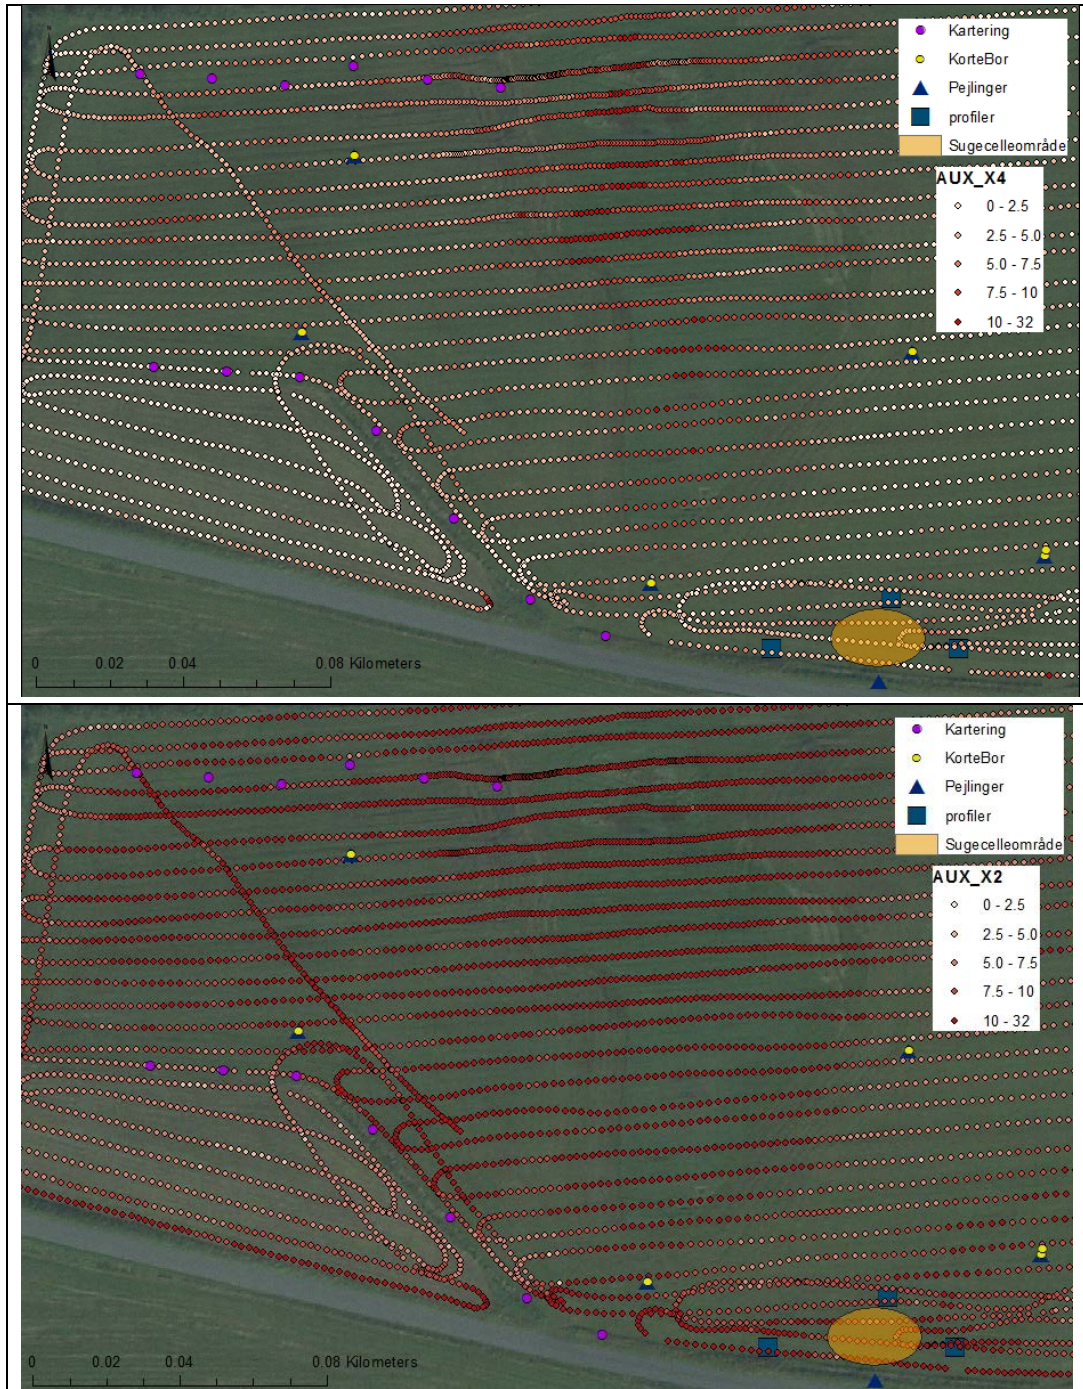 Kartering
KorteBor
Pejlinger
profiler
Sugecelleområde
AUX_X4
0 - 2.5
2.5 - 5.0
5.0 - 7.5
7.5 - 10
10 - 32
0 0.02 0.04 0.08 Kilometers
Kartering
KorteBor
Pejlinger
profiler
Sugecelleområde
AUX_X2
0 - 2.5
2.5 - 5.0
5.0 - 7.5
7.5 - 10
10 - 32
0 0.02 0.04 0.08 Kilometers